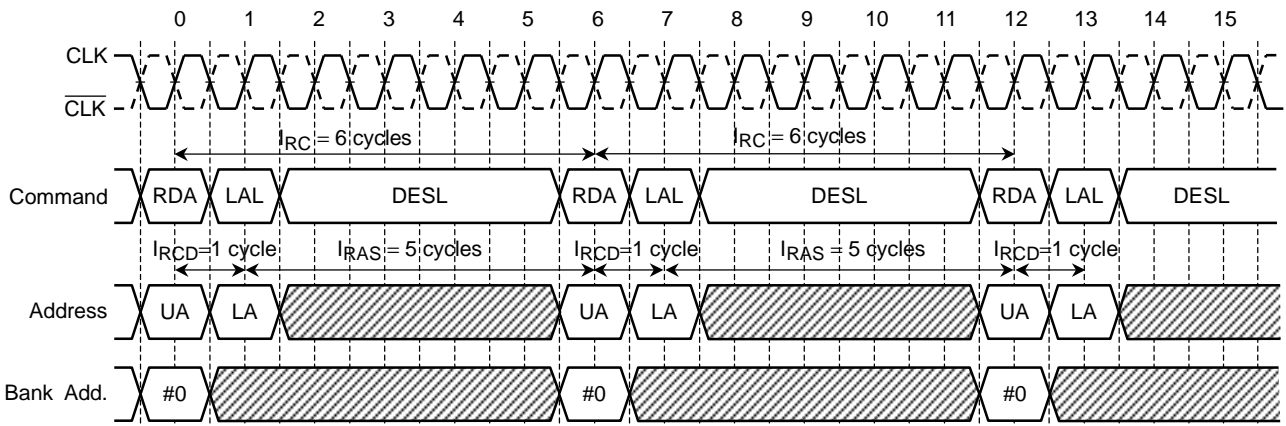 0 1 2 3 4 5 6 7 8 9 10 11 12 13 14 15
CLK
CLK
IRC = 6 cycles IRC = 6 cycles
Command RDA LAL DESL RDA LAL DESL RDA LAL DESL
IRCD=1 cycle IRAS = 5 cycles IRCD=1 cycle IRAS = 5 cycles IRCD=1 cycle
Address UA LA UA LA UA LA
Bank Add. #0 #0 #0